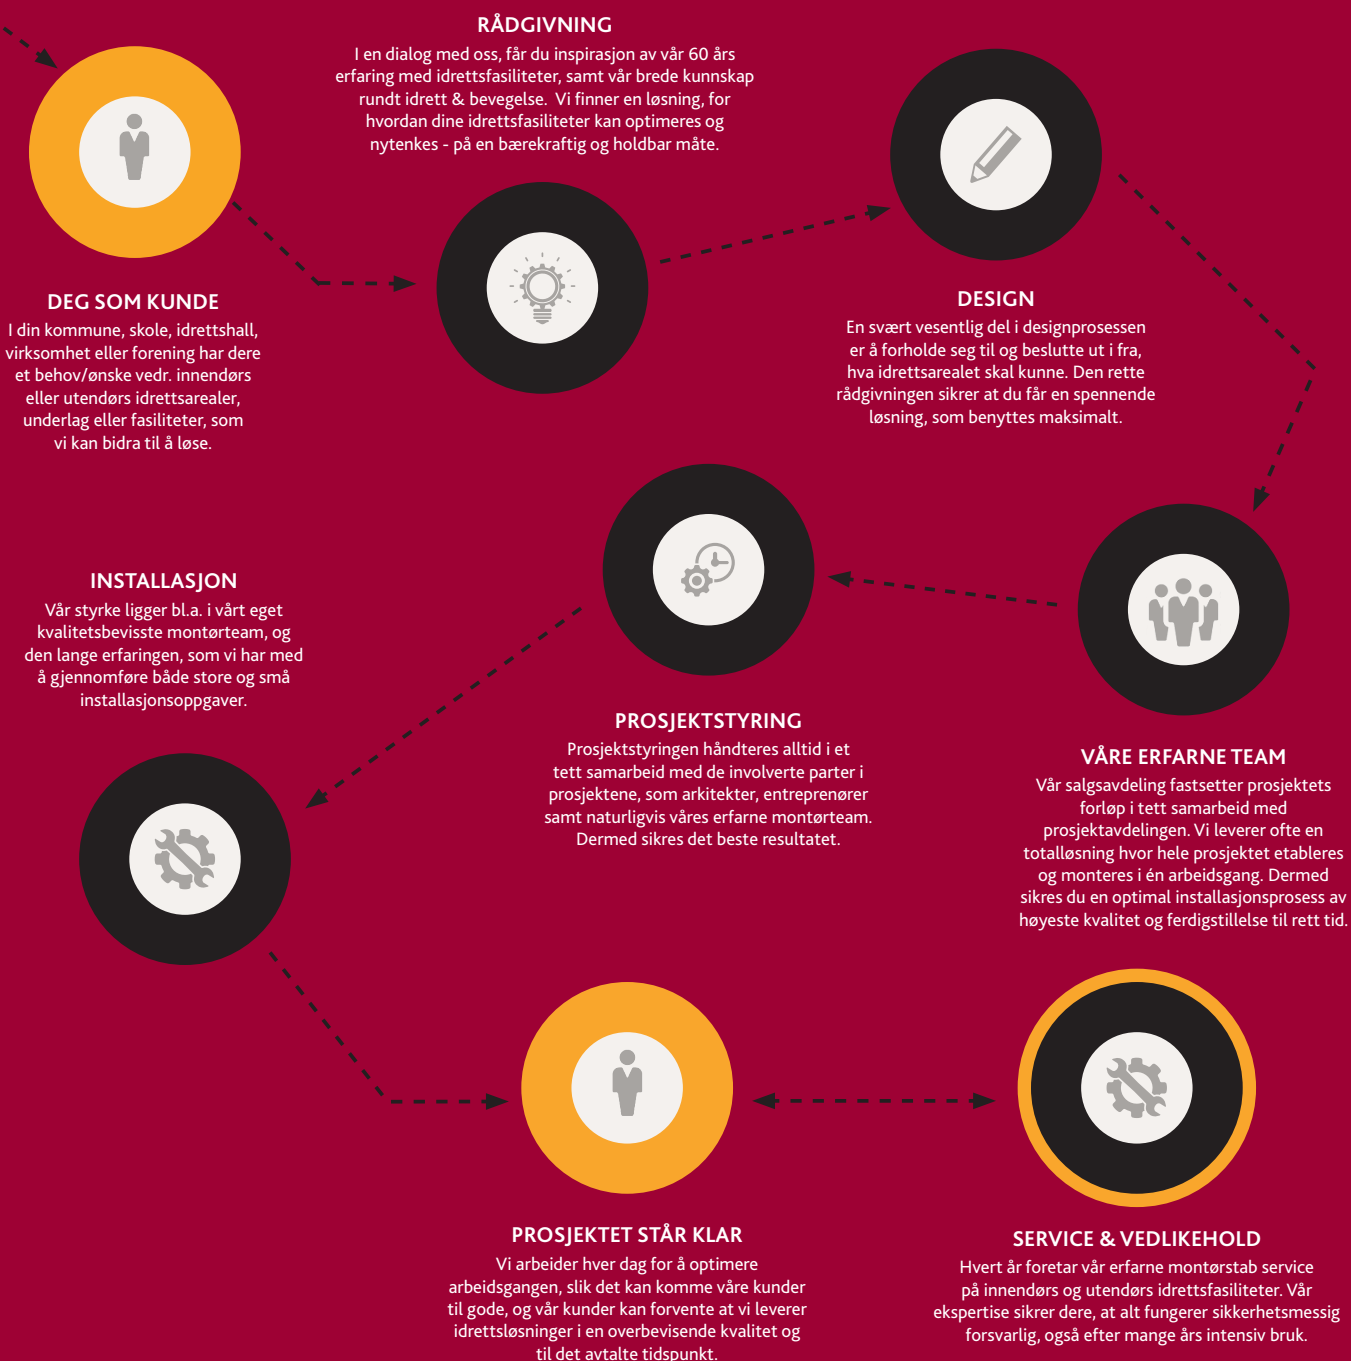 DEG SOM KUNDE
I din kommune, skole, idrettshall,
virksomhet eller forening har dere
et behov/ønske vedr. innendørs
eller utendørs idrettsarealer,
underlag eller fasiliteter, som
vi kan bidra til å løse.
RÅDGIVNING
I en dialog med oss, får du inspirasjon av vår 60 års
erfaring med idrettsfasiliteter, samt vår brede kunnskap
rundt idrett & bevegelse. Vi finner en løsning, for
hvordan dine idrettsfasiliteter kan optimeres og
nytenkes - på en bærekraftig og holdbar måte.
DESIGN
En svært vesentlig del i designprosessen
er å forholde seg til og beslutte ut i fra,
hva idrettsarealet skal kunne. Den rette
rådgivningen sikrer at du får en spennende
løsning, som benyttes maksimalt.
VÅRE ERFARNE TEAM
Vår salgsavdeling fastsetter prosjektets
forløp i tett samarbeid med
prosjektavdelingen. Vi leverer ofte en
totalløsning hvor hele prosjektet etableres
og monteres i én arbeidsgang. Dermed
sikres du en optimal installasjonsprosess av
høyeste kvalitet og ferdigstillelse til rett tid.
PROSJEKTSTYRING
Prosjektstyringen håndteres alltid i et
tett samarbeid med de involverte parter i
prosjektene, som arkitekter, entreprenører
samt naturligvis våres erfarne montørteam.
Dermed sikres det beste resultatet.
INSTALLASJON
Vår styrke ligger bl.a. i vårt eget
kvalitetsbevisste montørteam, og
den lange erfaringen, som vi har med
å gjennomføre både store og små
installasjonsoppgaver.
PROSJEKTET STÅR KLAR
Vi arbeider hver dag for å optimere
arbeidsgangen, slik det kan komme våre kunder
til gode, og vår kunder kan forvente at vi leverer
idrettsløsninger i en overbevisende kvalitet og
til det avtalte tidspunkt.
SERVICE & VEDLIKEHOLD
Hvert år foretar vår erfarne montørstab service
på innendørs og utendørs idrettsfasiliteter. Vår
ekspertise sikrer dere, at alt fungerer sikkerhetsmessig
forsvarlig, også efter mange års intensiv bruk.